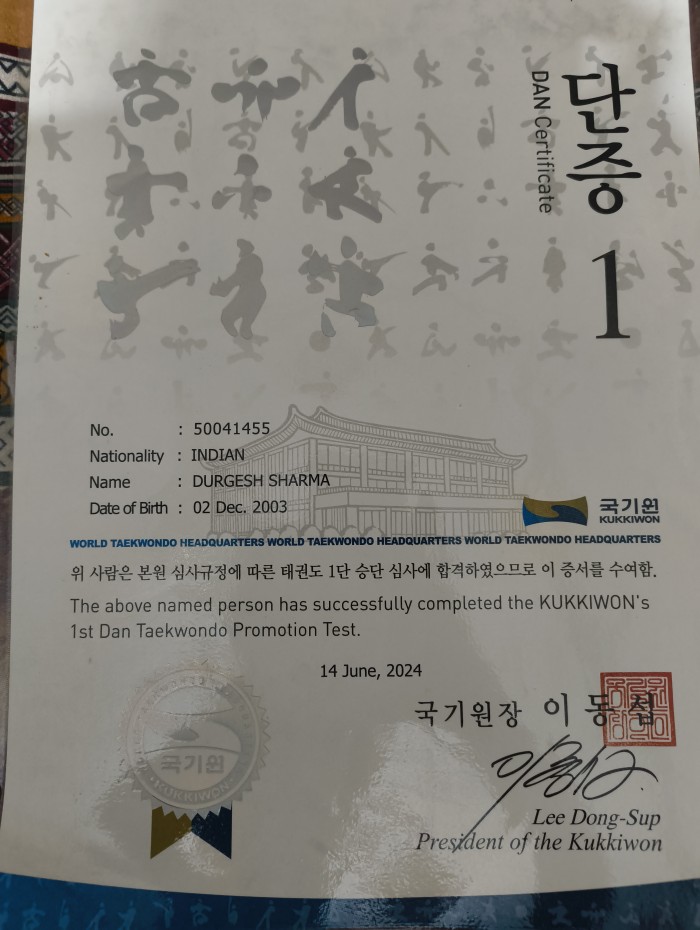 단증
DAN Certificate
1
No. : 50041455
Nationality : INDIAN
Name : DURGESH SHARMA
Date of Birth : 02 Dec. 2003
국기원
KUKKIWON
WORLD TAEKWONDO HEADQUARTERS WORLD TAEKWONDO HEADQUARTERS WORLD TAEKWONDO HEADQUARTERS
위 사람은 본원 심사규정에 따른 태권도 1단 승단 심사에 합격하였으므로 이 증서를 수여함.
The above named person has successfully completed the KUKKIWON's
1st Dan Taekwondo Promotion Test.
14 June, 2024
국기원장 이동섭
국기원
KUKKIWON
Lee Dong-Sup
President of the Kukkiwon